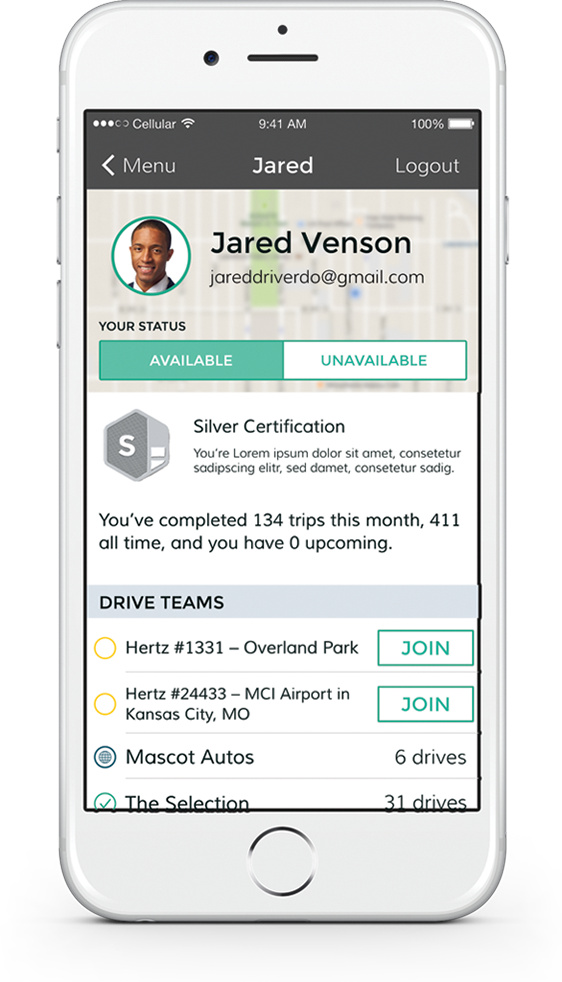 Cellular 9:41 AM 100%
Menu Jared Logout
Jared Venson
jareddriverdo@gmail.com
YOUR STATUS
AVAILABLE UNAVAILABLE
S
Silver Certification
You’re Lorem ipsum dolor sit amet, consetetur
sadipscing elitr, sed damet, consetetur sadig.
You’ve completed 134 trips this month, 411
all time, and you have 0 upcoming.
DRIVE TEAMS
Hertz #1331 – Overland Park JOIN
Hertz #24433 – MCI Airport in
Kansas City, MO JOIN
Mascot Autos 6 drives
The Selection 31 drives